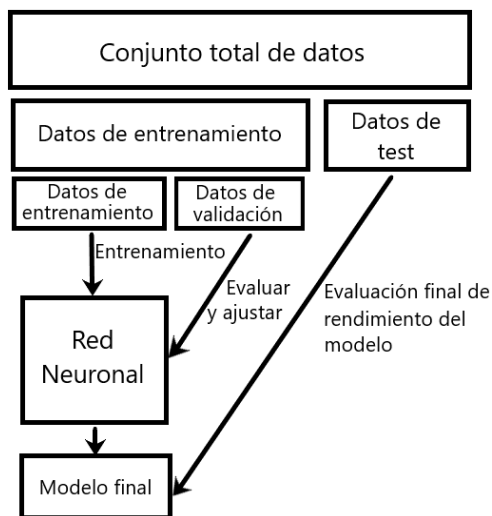 Conjunto total de datos
Datos de entrenamiento
Datos de
test
Datos de
entrenamiento
Datos de
validación
Entrenamiento
Evaluar
y ajustar
Evaluación final de
rendimiento del
modelo
Red
Neuronal
Modelo final